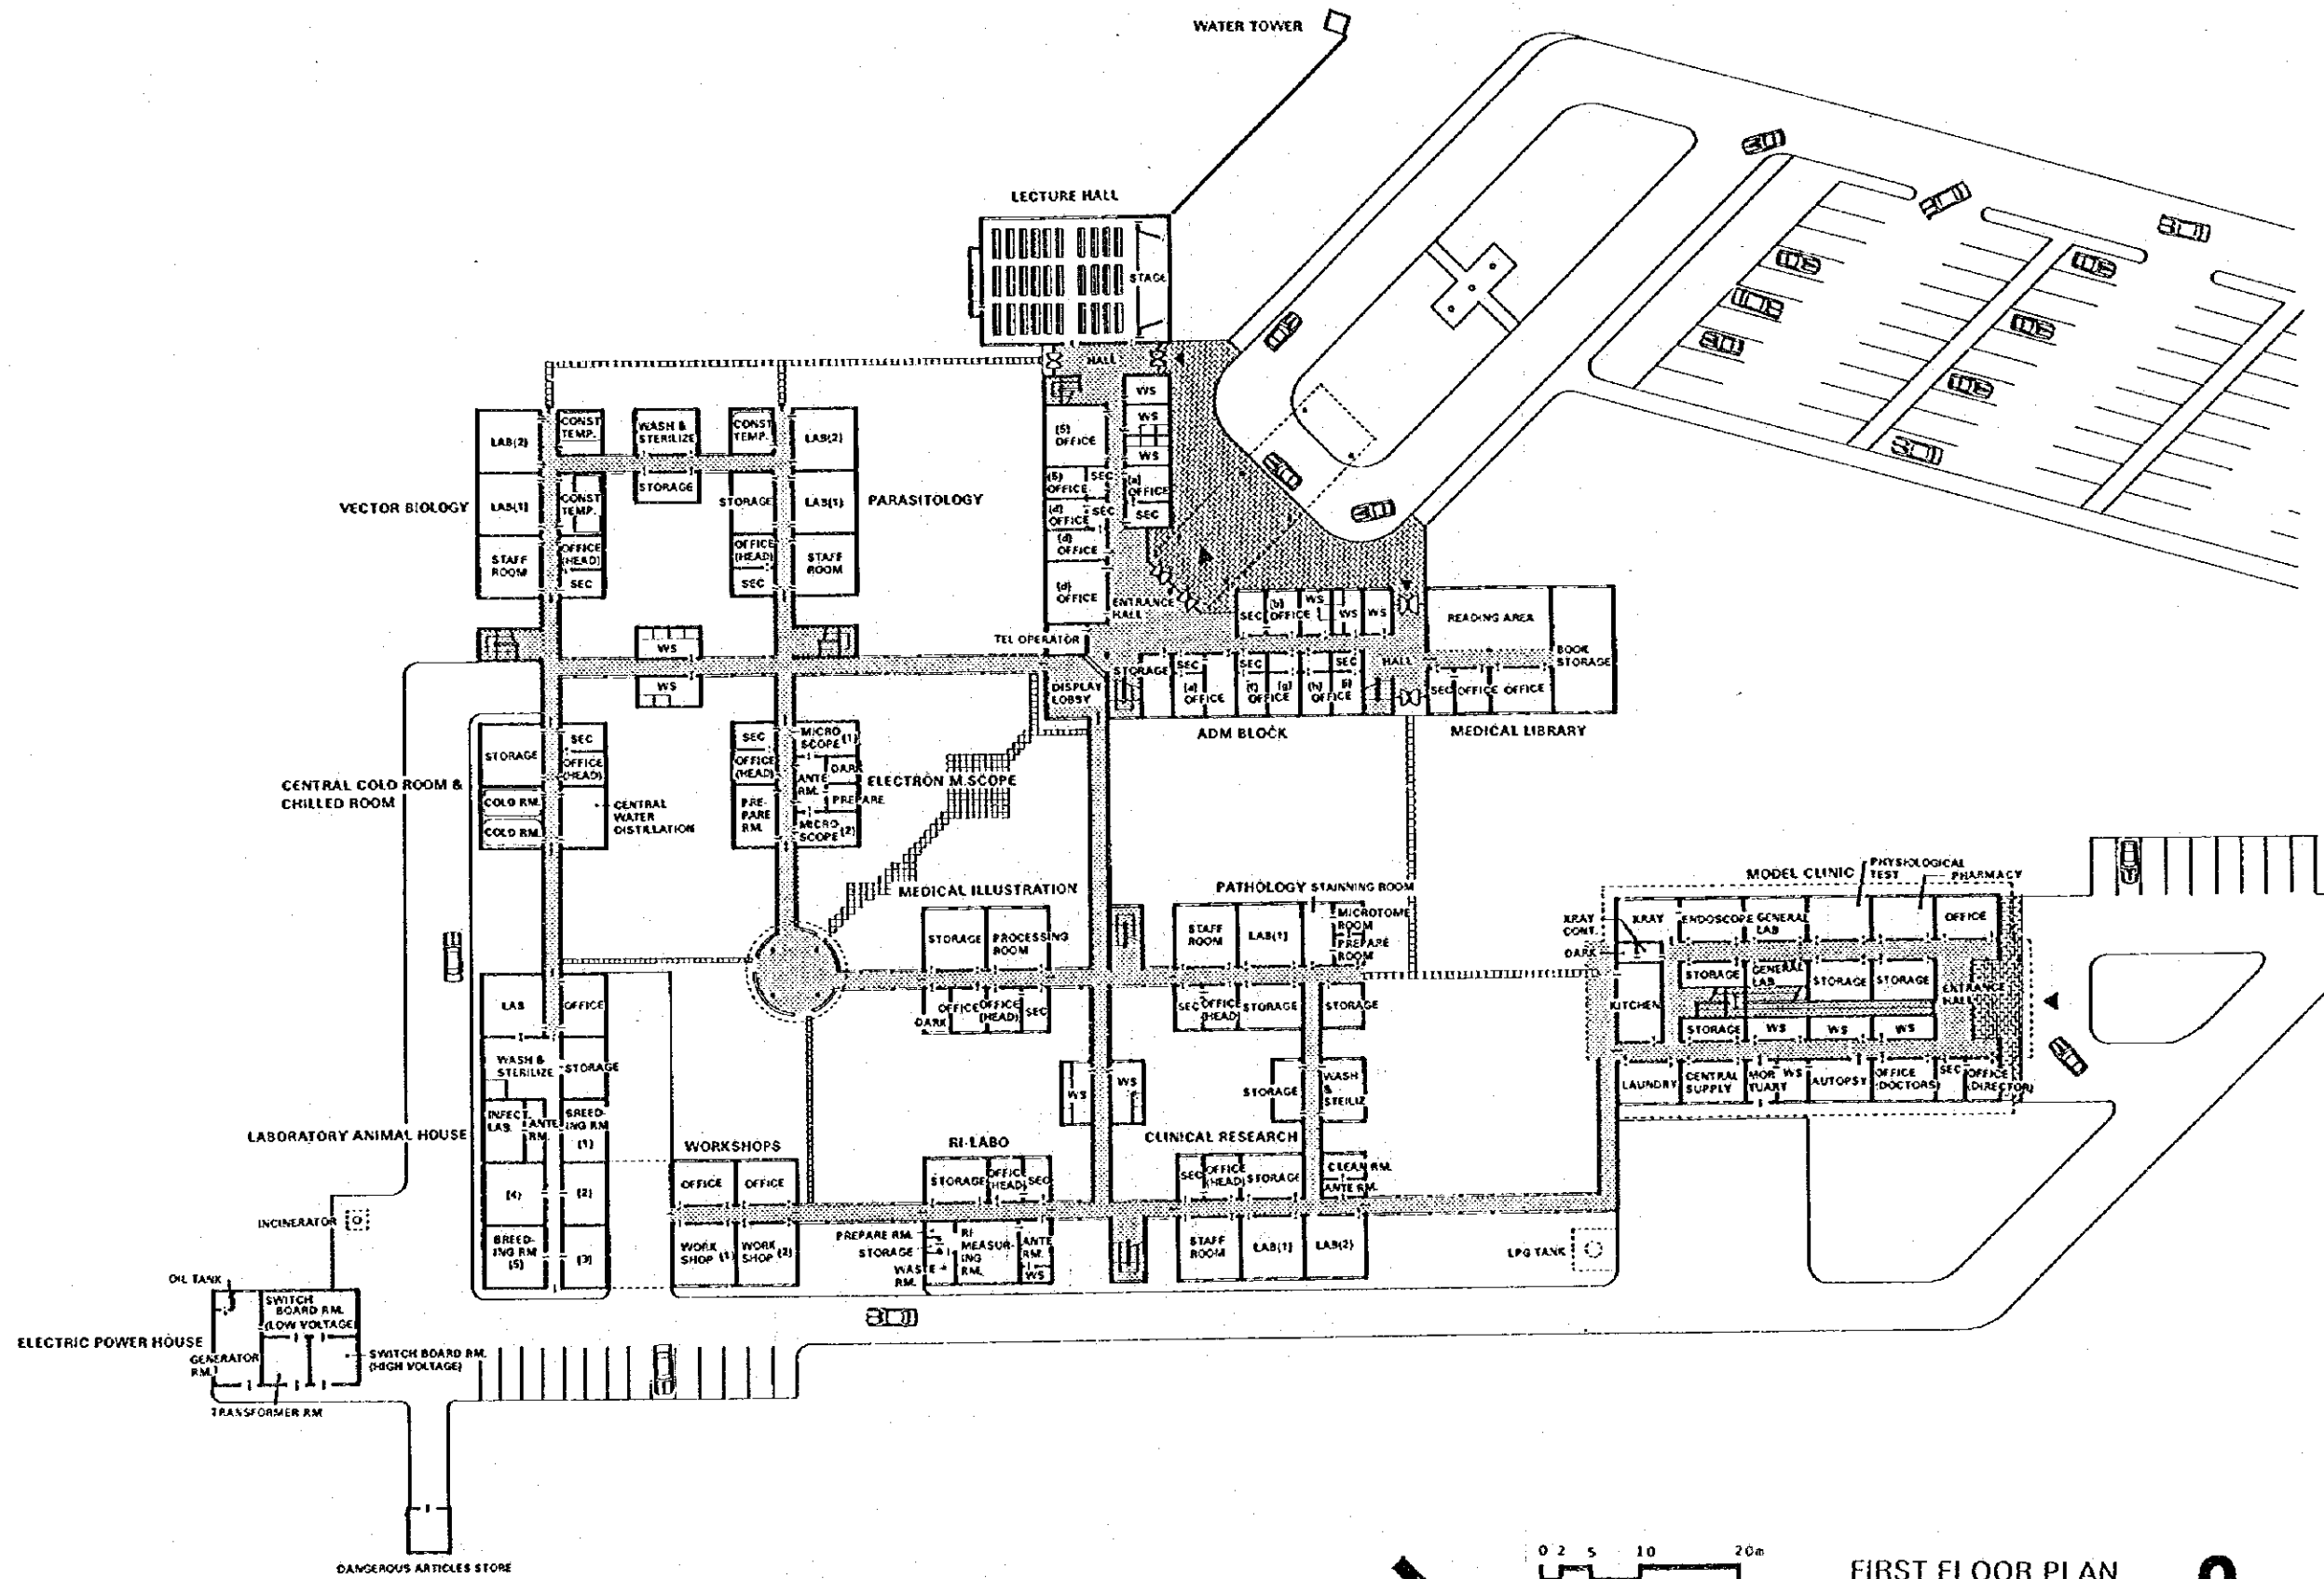 WATER TOWER
LECTURE HALL
STAGE
HALL
WS
WS
WS
(5)
OFFICE
(5)
OFFICE
SEC
(a)
OFFICE
SEC
(d)
OFFICE
SEC
(d)
OFFICE
(d)
OFFICE
ENTRANCE
HALL
TEL OPERATOR
DISPLAY
LOBBY
LAB(2)
CONST
TEMP.
WASH &
STERILIZE
CONST
TEMP.
LAB(2)
STORAGE
VECTOR BIOLOGY
LAB(1)
CONST
TEMP.
STORAGE
LAB(1)
PARASITOLOGY
STAFF
ROOM
OFFICE
(HEAD)
SEC
OFFICE
(HEAD)
SEC
STAFF
ROOM
WS
WS
SEC
(b)
OFFICE
WS
WS
WS
READING AREA
BOOK
STORAGE
STORAGE
SEC
(a)
OFFICE
SEC
(f)
(g)
OFFICE
(h)
SEC
OFFICE
HALL
SEC
OFFICE
OFFICE
ADM BLOCK
MEDICAL LIBRARY
CENTRAL COLD ROOM &
CHILLED ROOM
STORAGE
SEC
OFFICE
(HEAD)
COLD RM.
COLD RM.
CENTRAL
WATER
DISTILLATION
SEC
OFFICE
(HEAD)
PRE-
PARE
RM.
MICRO
SCOPE (1)
ANTE
RM.
DARK
PREPARE
MICRO
SCOPE (2)
ELECTRON M.SCOPE
MEDICAL ILLUSTRATION
STORAGE
PROCESSING
ROOM
DARK
OFFICE
OFFICE
(HEAD)
SEC
PATHOLOGY
STAINNING ROOM
STAFF
ROOM
LAB(1)
MICROTOME
ROOM
PREPARE
ROOM
SEC
OFFICE
(HEAD)
STORAGE
STORAGE
MODEL CLINIC
PHYSIOLOGICAL
TEST
PHARMACY
XRAY
CONT.
XRAY
ENDOSCOPE
GENERAL
LAB
OFFICE
DARK
STORAGE
GENERAL
LAB
STORAGE
STORAGE
ENTRANCE
HALL
KITCHEN
STORAGE
WS
WS
WS
LAUNDRY
CENTRAL
SUPPLY
MOR
TUARY
WS
AUTOPSY
OFFICE
(DOCTORS)
SEC
OFFICE
(DIRECTOR)
LAB
OFFICE
WASH &
STERILIZE
STORAGE
INFECT.
LAB.
ANTE
RM.
BREED-
ING RM
(1)
LABORATORY ANIMAL HOUSE
(4)
(2)
BREED-
ING RM
(5)
(3)
WORKSHOPS
OFFICE
OFFICE
WORK
SHOP (1)
WORK
SHOP (2)
WS
WS
RI-LABO
STORAGE
OFFICE
(HEAD)
SEC
PREPARE RM.
STORAGE
WASTE
RM.
RI
MEASUR-
ING
RM.
ANTE
RM.
WS
STORAGE
WASH
&
STEILIZ
CLINICAL RESEARCH
SEC
OFFICE
(HEAD)
STORAGE
CLEAN RM.
ANTE RM.
STAFF
ROOM
LAB(1)
LAB(2)
LPG TANK
INCINERATOR
OIL TANK
SWITCH
BOARD RM.
(LOW VOLTAGE)
ELECTRIC POWER HOUSE
GENERATOR
RM.
SWITCH BOARD RM.
(HIGH VOLTAGE)
TRANSFORMER RM
DANGEROUS ARTICLES STORE
0 2 5 10 20m
FIRST FLOOR PLAN